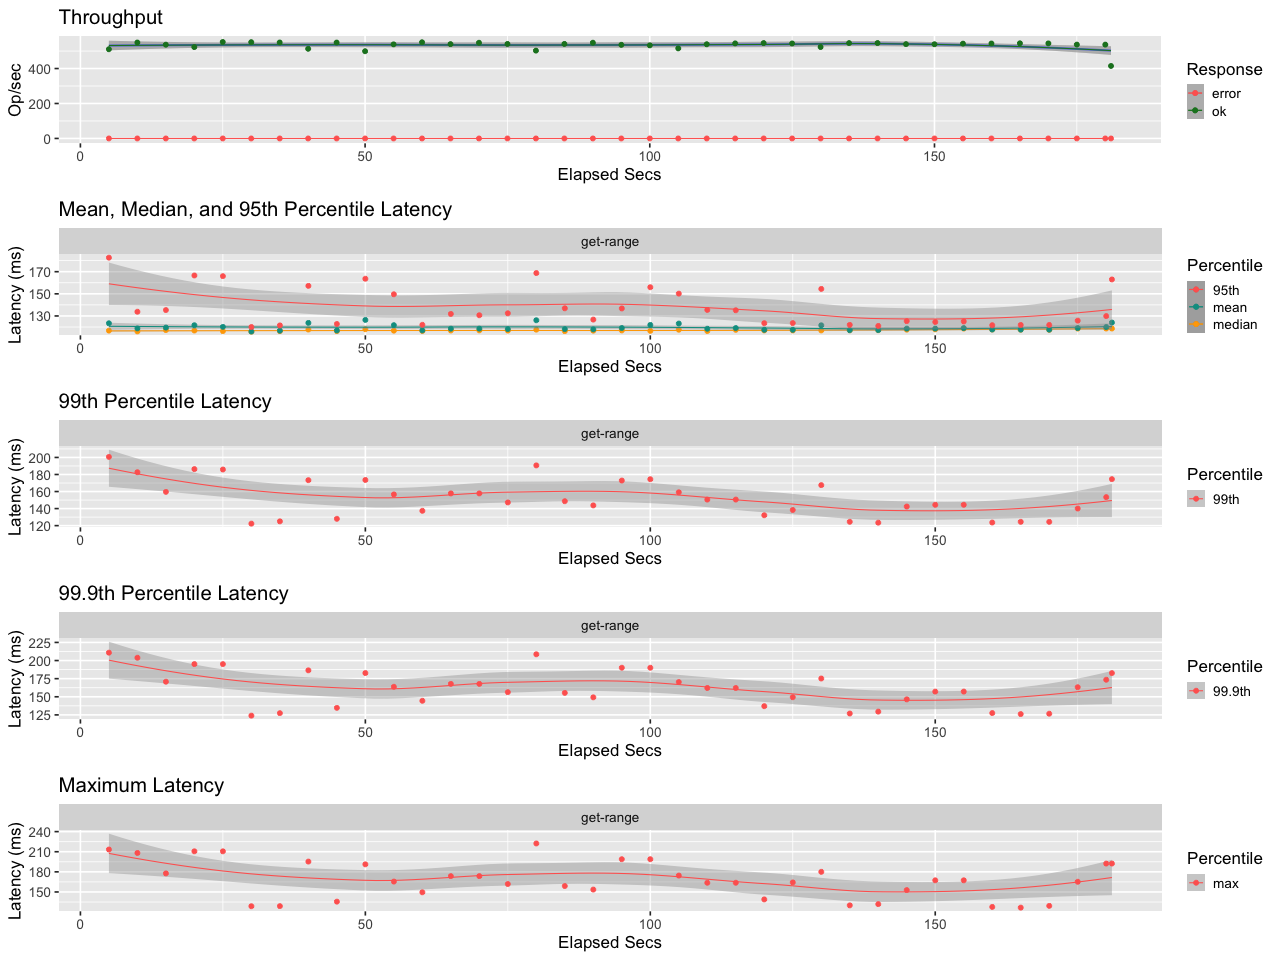 Throughput
Op/sec
400
200
0
0 50 100 150
Elapsed Secs
Response
error
ok
Mean, Median, and 95th Percentile Latency
get-range
Latency (ms)
170
150
130
0 50 100 150
Elapsed Secs
Percentile
95th
mean
median
99th Percentile Latency
get-range
Latency (ms)
200
180
160
140
120
0 50 100 150
Elapsed Secs
Percentile
99th
99.9th Percentile Latency
get-range
Latency (ms)
225
200
175
150
125
0 50 100 150
Elapsed Secs
Percentile
99.9th
Maximum Latency
get-range
Latency (ms)
240
210
180
150
0 50 100 150
Elapsed Secs
Percentile
max